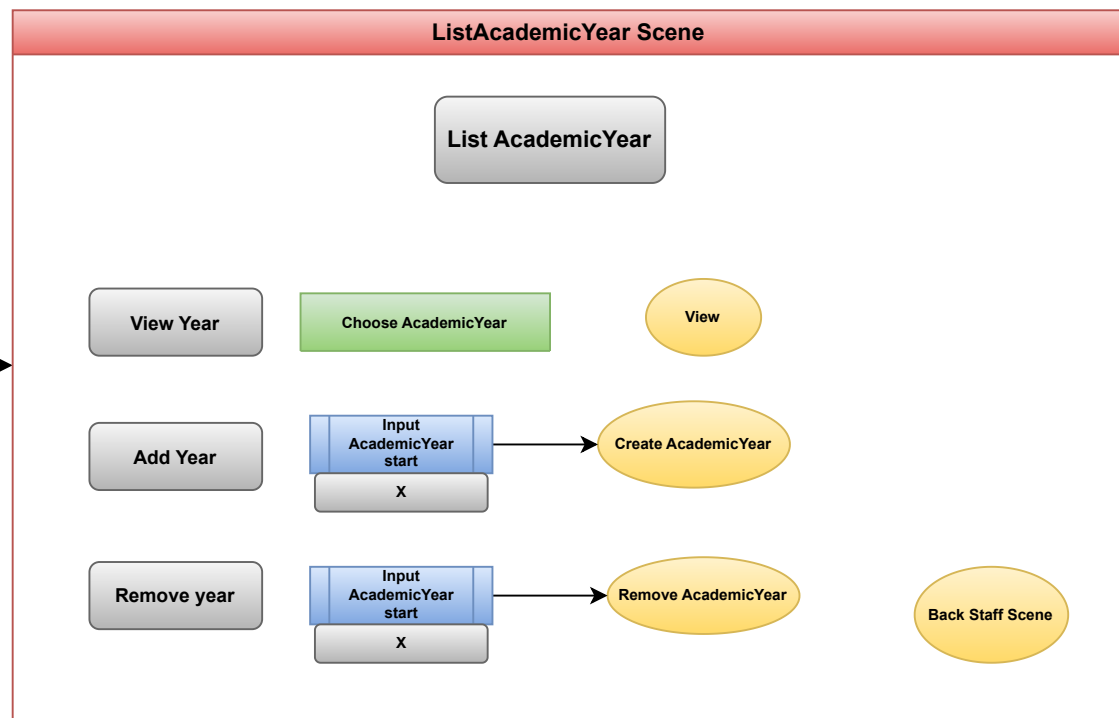 ListAcademicYear Scene
List AcademicYear
View Year
Choose AcademicYear
View
Add Year
Input
AcademicYear
start
X
Create AcademicYear
Remove year
Input
AcademicYear
start
X
Remove AcademicYear
Back Staff Scene